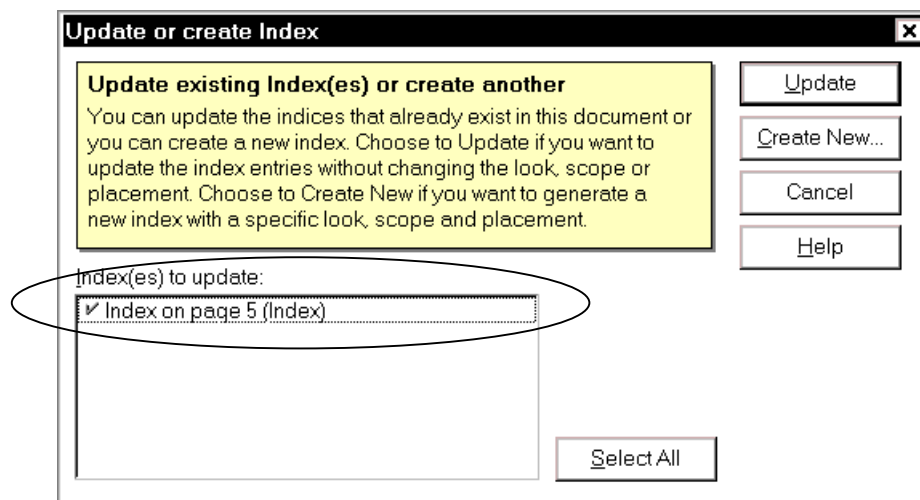 Update or create Index
Update existing Index(es) or create another
You can update the indices that already exist in this document or
you can create a new index. Choose to Update if you want to
update the index entries without changing the look, scope or
placement. Choose to Create New if you want to generate a
new index with a specific look, scope and placement.
Update
Create New...
Cancel
Help
Index(es) to update:
✔ Index on page 5 (Index)
Select All